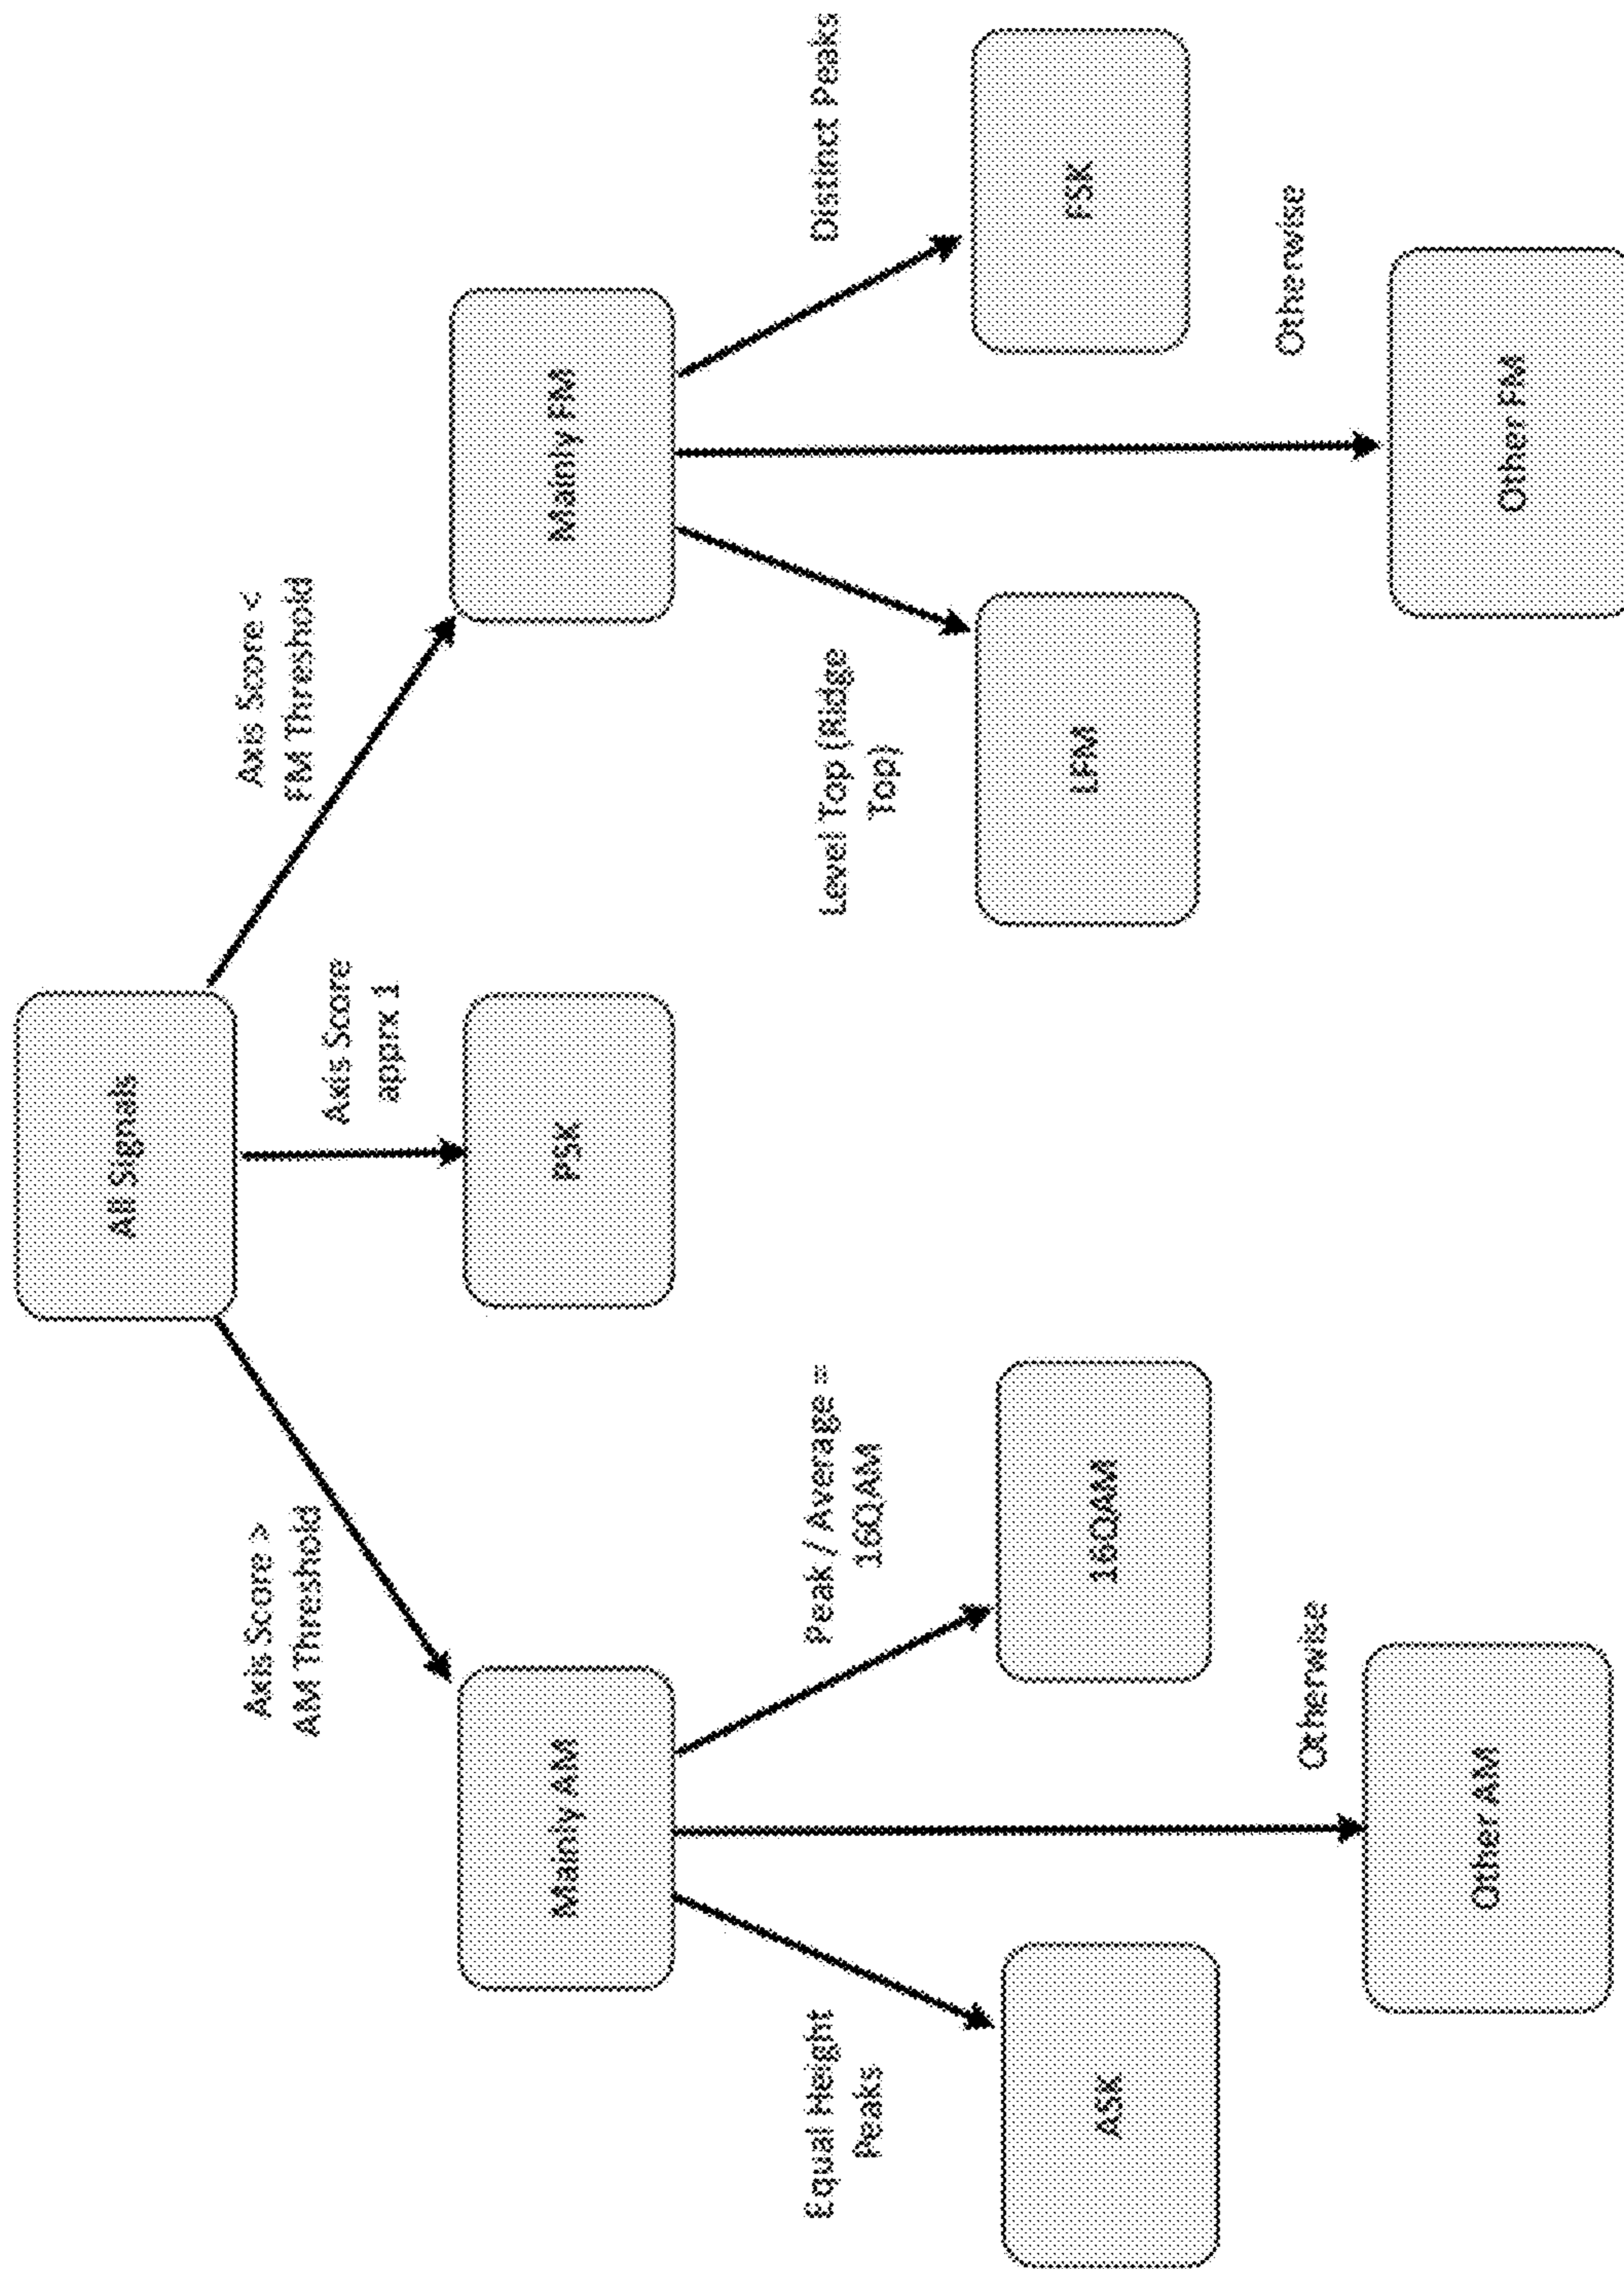 All Signals
Axis Score >
AM Threshold
Axis Score
apprx 1
Axis Score <
FM Threshold
Mainly AM
PSK
Mainly FM
Equal Height
Peaks
Peak / Average =
16QAM
Level Top (Ridge
Top)
Distinct Peaks
ASK
16QAM
LFM
FSK
Otherwise
Otherwise
Other AM
Other FM